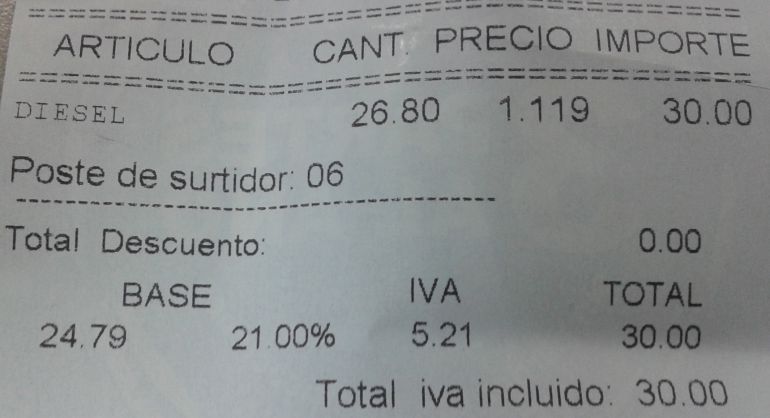 ARTICULO CANT. PRECIO IMPORTE
DIESEL 26.80 1.119 30.00
Poste de surtidor: 06
Total Descuento: 0.00
BASE IVA TOTAL
24.79 21.00% 5.21 30.00
Total iva incluido: 30.00